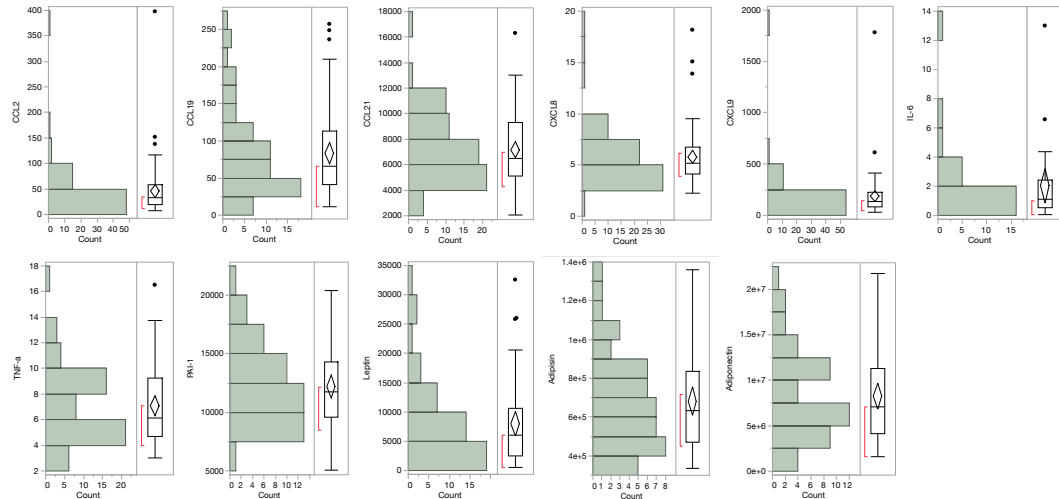 CCL2
400
350
300
250
200
150
100
50
0
0 10 20 30 40 50
Count
CCL19
250
200
150
100
50
0
0 5 10 15
Count
CCL21
18000
16000
14000
12000
10000
8000
6000
4000
2000
0 5 10 15 20
Count
CXCL8
20
15
10
5
0
0 5 10 15 20 25 30
Count
CXCL9
2000
1750
1500
1250
1000
750
500
250
0
0 10 20 30 40 50
Count
IL-6
14
12
10
8
6
4
2
0
0 5 10 15
Count
TNF-a
18
16
14
12
10
8
6
4
2
0 5 10 15 20
Count
PAI-1
20000
15000
10000
5000
0 2 4 6 8 10 12
Count
Leptin
35000
30000
25000
20000
15000
10000
5000
0
0 5 10 15
Count
Adipisin
1.4e+6
1.2e+6
1e+6
8e+5
6e+5
4e+5
0 1 2 3 4 5 6 7 8
Count
Adiponectin
2e+7
1.5e+7
1e+7
5e+6
0e+0
0 2 4 6 8 10 12
Count